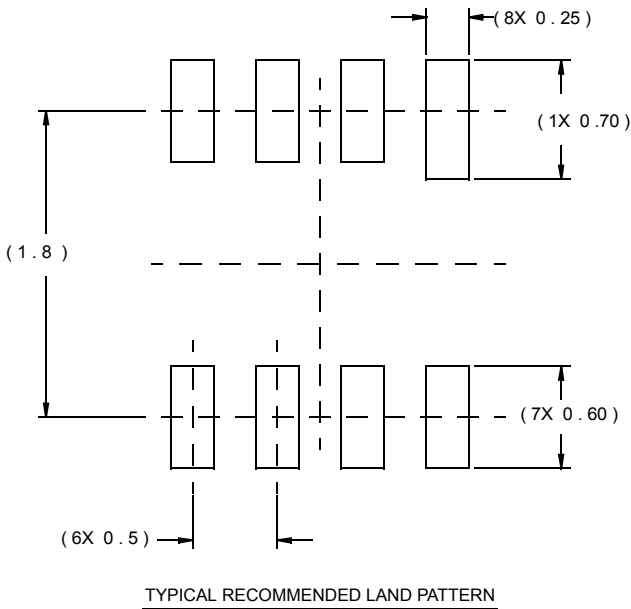 ( 8X 0.25 )
( 1X 0.70 )
( 1.8 )
( 7X 0.60 )
( 6X 0.5 )
TYPICAL RECOMMENDED LAND PATTERN